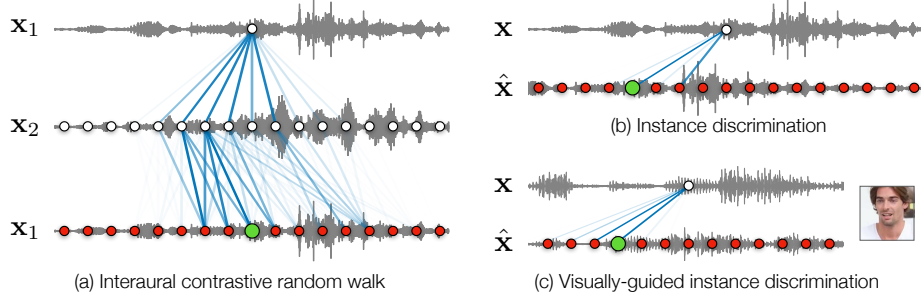 x₁
x₂
x₁
(a) Interaural contrastive random walk
x
x̂
(b) Instance discrimination
x
x̂
(c) Visually-guided instance discrimination